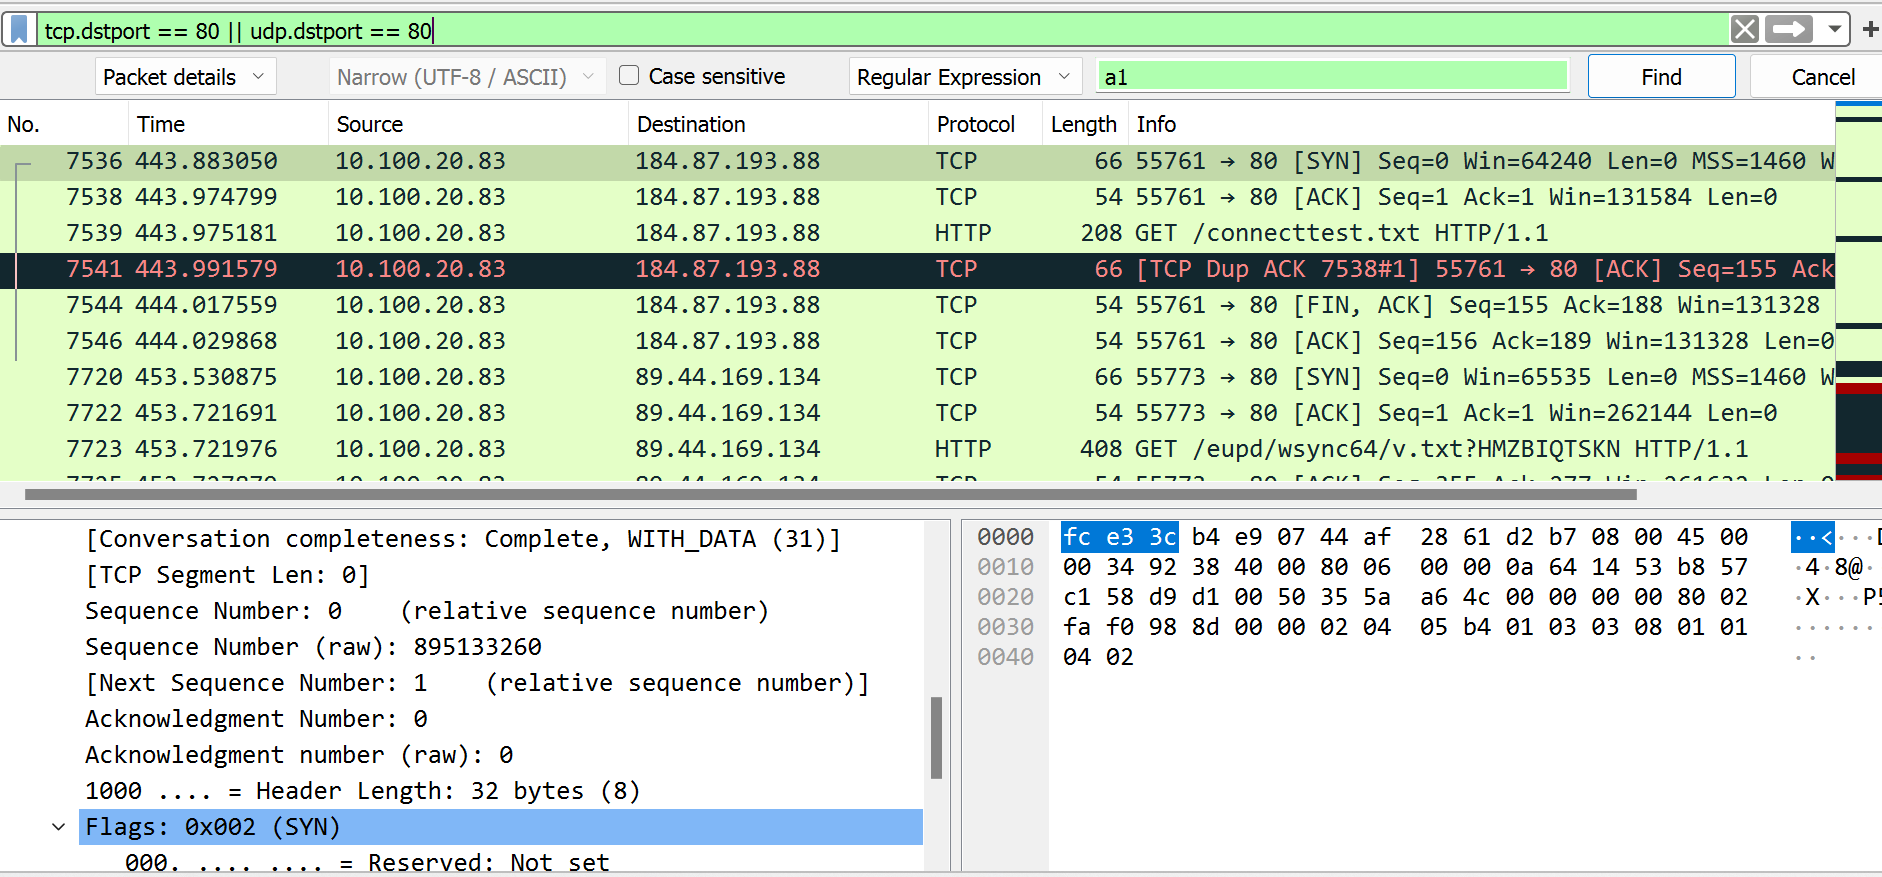 tcp.dstport == 80 || udp.dstport == 80
Packet details Narrow (UTF-8 / ASCII) Case sensitive Regular Expression a1 Find Cancel
No. Time Source Destination Protocol Length Info
7536 443.883050 10.100.20.83 184.87.193.88 TCP 66 55761 → 80 [SYN] Seq=0 Win=64240 Len=0 MSS=1460 W
7538 443.974799 10.100.20.83 184.87.193.88 TCP 54 55761 → 80 [ACK] Seq=1 Ack=1 Win=131584 Len=0
7539 443.975181 10.100.20.83 184.87.193.88 HTTP 208 GET /connecttest.txt HTTP/1.1
7541 443.991579 10.100.20.83 184.87.193.88 TCP 66 [TCP Dup ACK 7538#1] 55761 → 80 [ACK] Seq=155 Ack
7544 444.017559 10.100.20.83 184.87.193.88 TCP 54 55761 → 80 [FIN, ACK] Seq=155 Ack=188 Win=131328
7546 444.029868 10.100.20.83 184.87.193.88 TCP 54 55761 → 80 [ACK] Seq=156 Ack=189 Win=131328 Len=0
7720 453.530875 10.100.20.83 89.44.169.134 TCP 66 55773 → 80 [SYN] Seq=0 Win=65535 Len=0 MSS=1460 W
7722 453.721691 10.100.20.83 89.44.169.134 TCP 54 55773 → 80 [ACK] Seq=1 Ack=1 Win=262144 Len=0
7723 453.721976 10.100.20.83 89.44.169.134 HTTP 408 GET /eupd/wsync64/v.txt?HMZBIQTSKN HTTP/1.1
[Conversation completeness: Complete, WITH_DATA (31)]
[TCP Segment Len: 0]
Sequence Number: 0 (relative sequence number)
Sequence Number (raw): 895133260
[Next Sequence Number: 1 (relative sequence number)]
Acknowledgment Number: 0
Acknowledgment number (raw): 0
1000 .... = Header Length: 32 bytes (8)
Flags: 0x002 (SYN)
000. .... .... = Reserved: Not set
0000 fc e3 3c b4 e9 07 44 af 28 61 d2 b7 08 00 45 00 ··<···D
0010 00 34 92 38 40 00 80 06 00 00 0a 64 14 53 b8 57 ·4·8@·
0020 c1 58 d9 d1 00 50 35 5a a6 4c 00 00 00 00 80 02 ·X···P5
0030 fa f0 98 8d 00 00 02 04 05 b4 01 03 03 08 01 01 ······
0040 04 02 ··